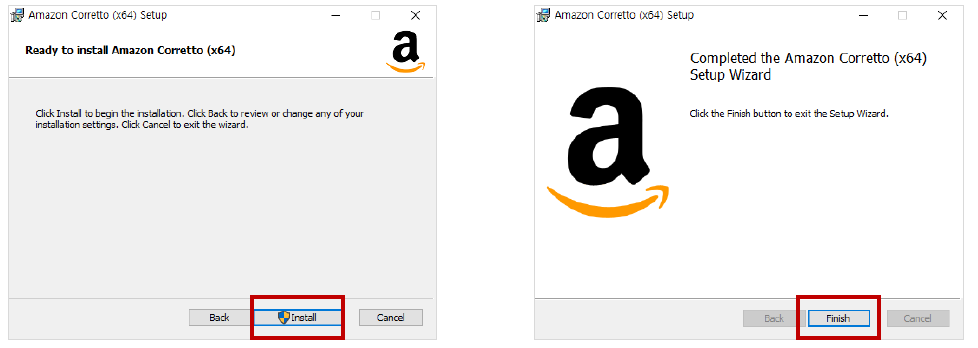 Amazon Corretto (x64) Setup
Ready to install Amazon Corretto (x64)
a
Click Install to begin the installation. Click Back to review or change any of your
installation settings. Click Cancel to exit the wizard.
Back
Install
Cancel
Amazon Corretto (x64) Setup
a
Completed the Amazon Corretto (x64)
Setup Wizard
Click the Finish button to exit the Setup Wizard.
Back
Finish
Cancel